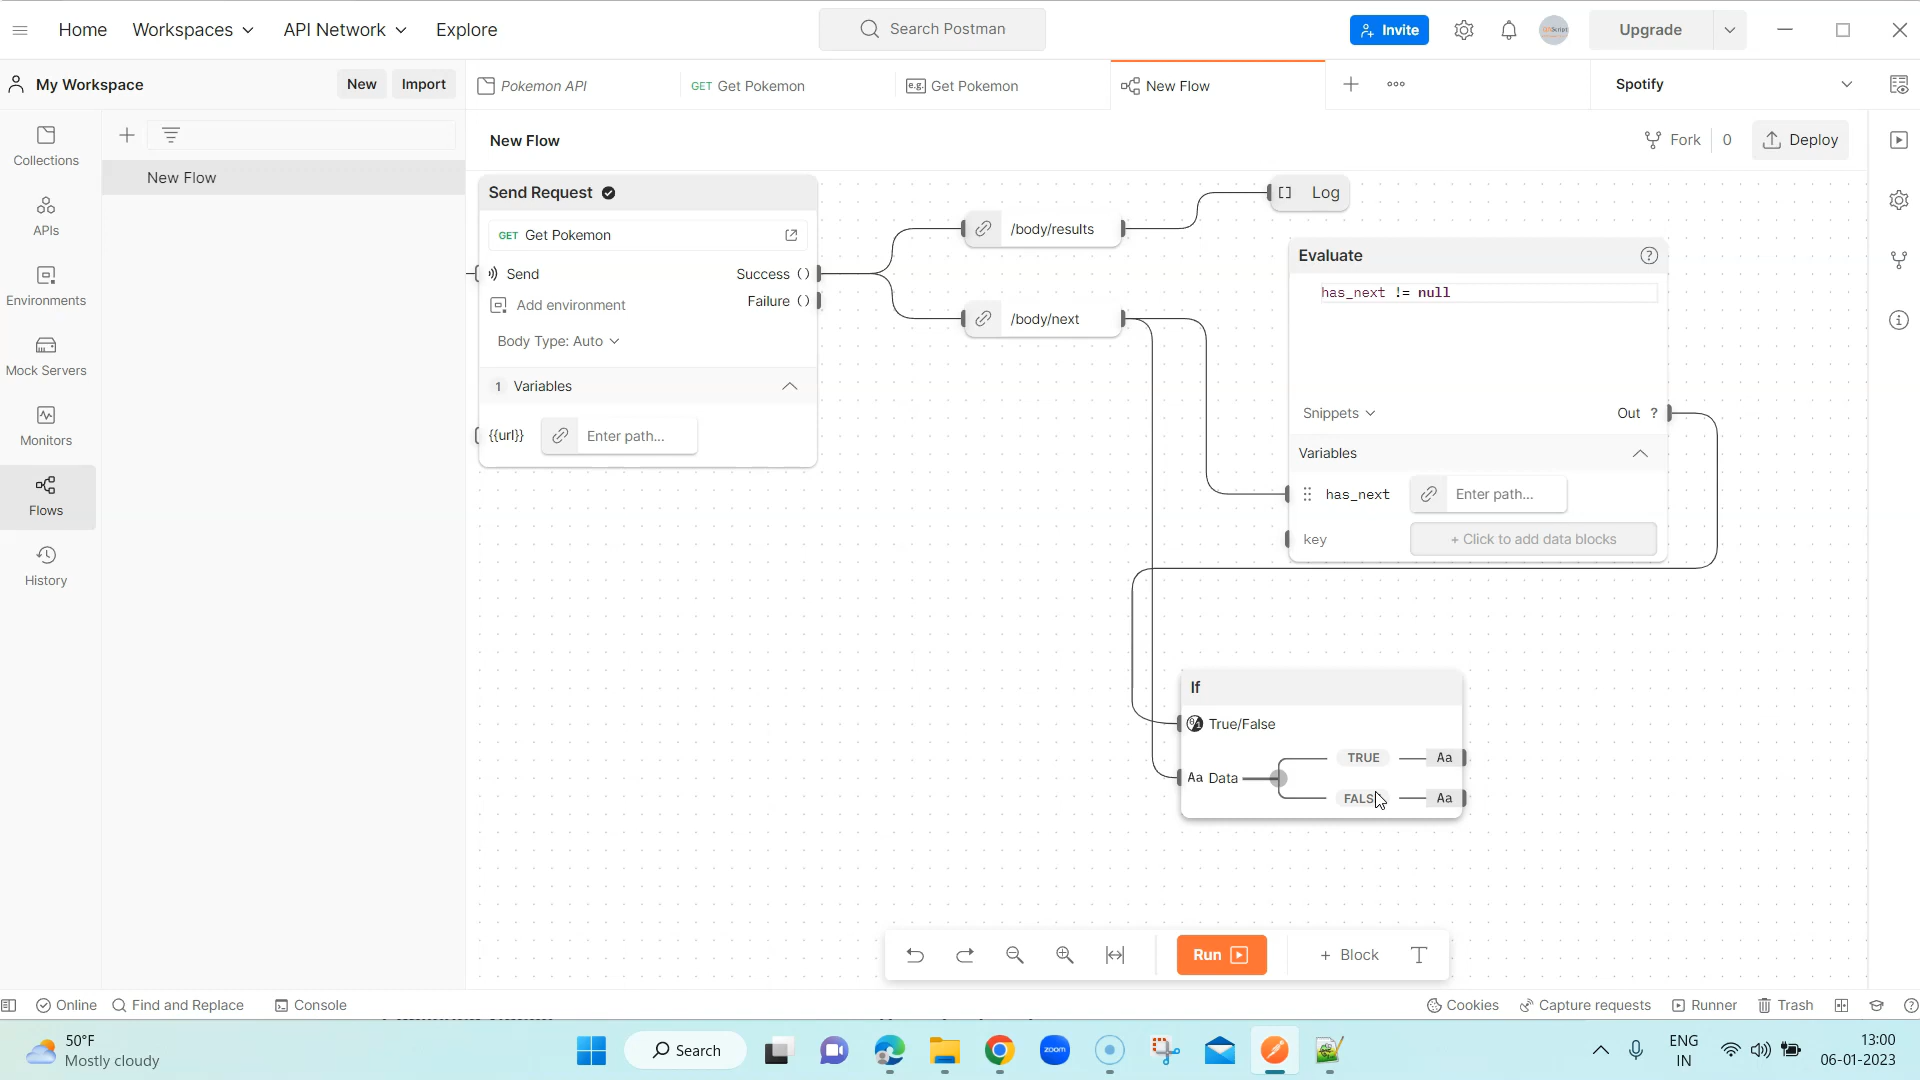 Home
Workspaces
API Network
Explore
Search Postman
Invite
Upgrade
My Workspace
New
Import
Pokemon API
GET Get Pokemon
e.g. Get Pokemon
New Flow
Spotify
Collections
APIs
Environments
Mock Servers
Monitors
Flows
History
New Flow
New Flow
Fork
0
Deploy
Send Request
GET Get Pokemon
Send
Success ()
Add environment
Failure ()
Body Type: Auto
1 Variables
{{url}}
Enter path...
/body/results
/body/next
[] Log
Evaluate
?
has_next != null
Snippets
Out ?
Variables
has_next
Enter path...
key
+ Click to add data blocks
If
True/False
TRUE
Aa
Aa Data
FALS
Aa
Run
+ Block
T
Online
Find and Replace
Console
Cookies
Capture requests
Runner
Trash
50°F
Mostly cloudy
Search
zoom
ENG
IN
13:00
06-01-2023